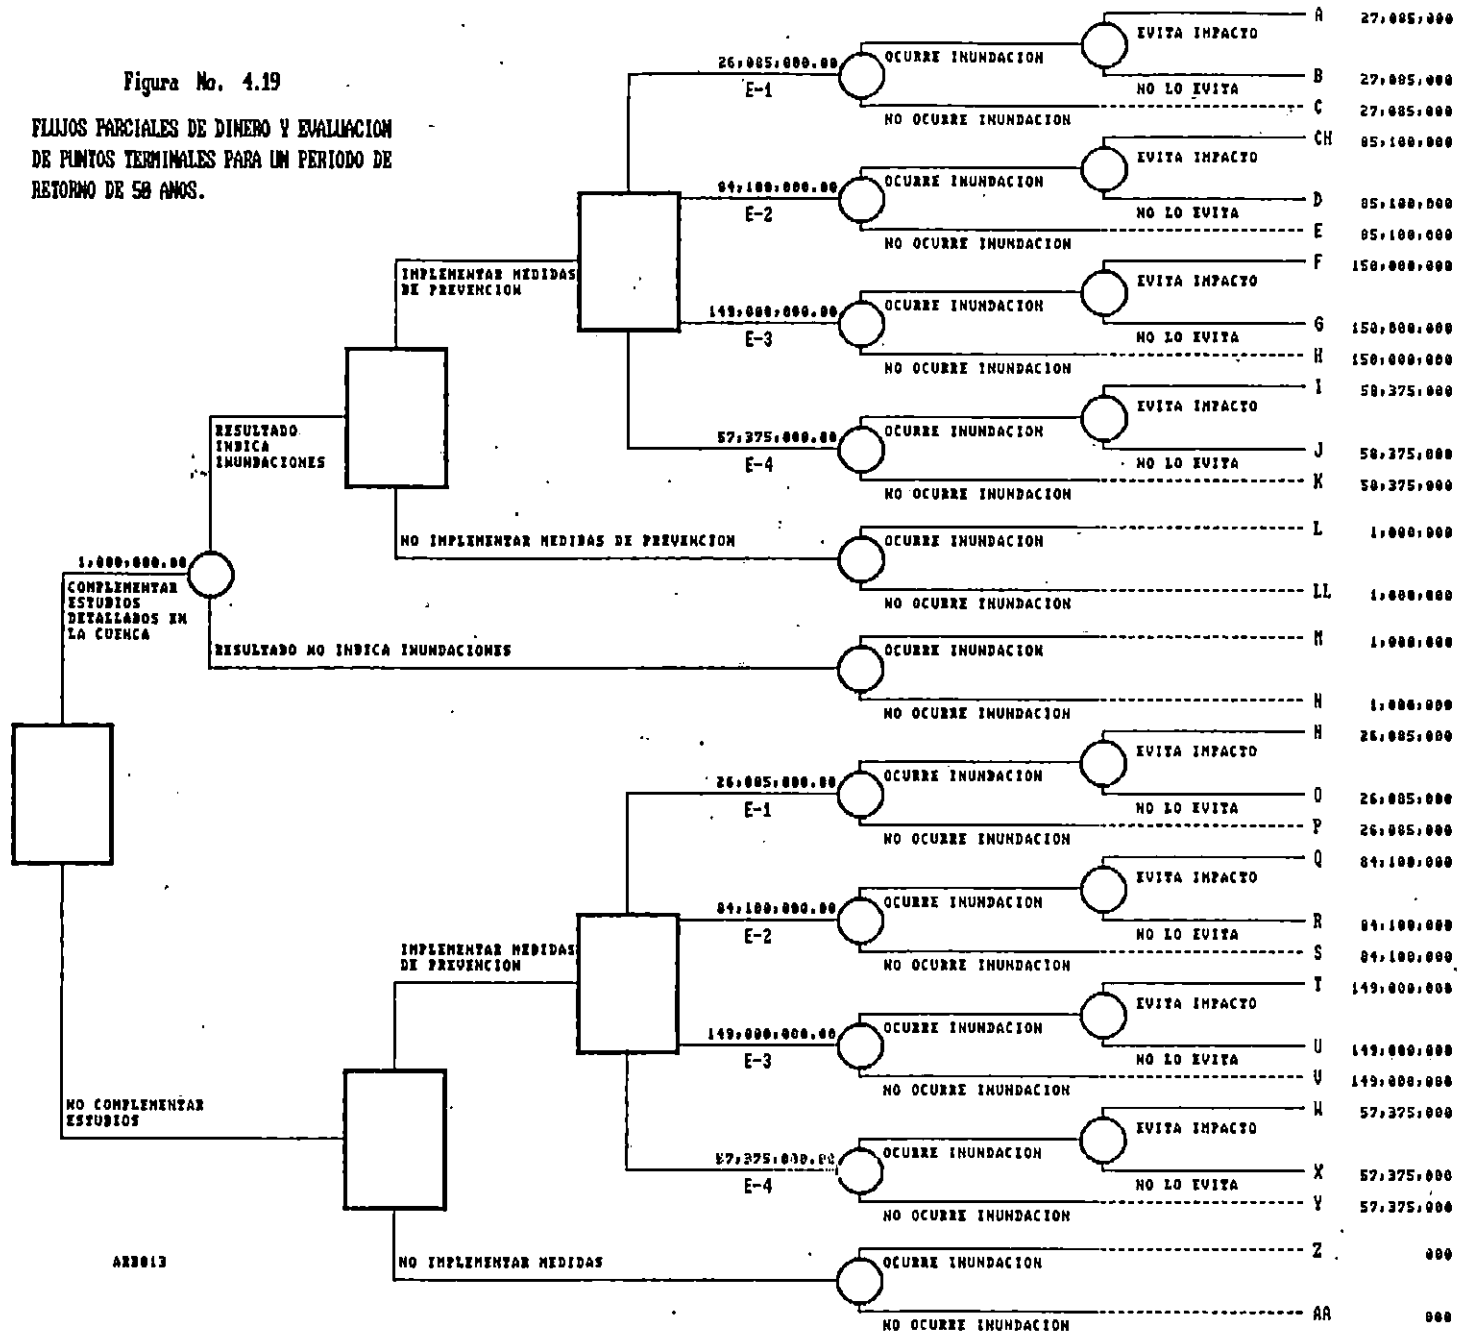 Figura No. 4.19
FLUJOS PARCIALES DE DINERO Y EVALUACION
DE PUNTOS TERMINALES PARA UN PERIODO DE
RETORNO DE 50 ANOS.
A 27,085,000
EVITA IMPACTO
26,085,000.00
E-1
OCURRE INUNDACION
B 27,085,000
NO LO EVITA
C 27,085,000
NO OCURRE INUNDACION
CH 85,100,000
EVITA IMPACTO
84,100,000.00
E-2
OCURRE INUNDACION
D 85,100,000
NO LO EVITA
E 85,100,000
NO OCURRE INUNDACION
F 150,000,000
EVITA IMPACTO
IMPLEMENTAR MEDIDAS
DE PREVENCION
149,000,000.00
E-3
OCURRE INUNDACION
G 150,000,000
NO LO EVITA
H 150,000,000
NO OCURRE INUNDACION
I 58,375,000
EVITA IMPACTO
RESULTADO
INDICA
INUNDACIONES
57,375,000.00
E-4
OCURRE INUNDACION
J 58,375,000
NO LO EVITA
K 58,375,000
NO OCURRE INUNDACION
L 1,000,000
NO IMPLEMENTAR MEDIDAS DE PREVENCION
OCURRE INUNDACION
1,000,000.00
COMPLEMENTAR
ESTUDIOS
DETALLADOS EN
LA CUENCA
LL 1,000,000
NO OCURRE INUNDACION
M 1,000,000
RESULTADO NO INDICA INUNDACIONES
OCURRE INUNDACION
N 1,000,000
NO OCURRE INUNDACION
N 26,085,000
EVITA IMPACTO
26,085,000.00
E-1
OCURRE INUNDACION
O 26,085,000
NO LO EVITA
P 26,085,000
NO OCURRE INUNDACION
Q 84,100,000
EVITA IMPACTO
84,100,000.00
E-2
OCURRE INUNDACION
R 84,100,000
NO LO EVITA
S 84,100,000
NO OCURRE INUNDACION
IMPLEMENTAR MEDIDAS
DE PREVENCION
T 149,000,000
EVITA IMPACTO
149,000,000.00
E-3
OCURRE INUNDACION
U 149,000,000
NO LO EVITA
V 149,000,000
NO OCURRE INUNDACION
NO COMPLEMENTAR
ESTUDIOS
W 57,375,000
EVITA IMPACTO
57,375,000.00
E-4
OCURRE INUNDACION
X 57,375,000
NO LO EVITA
Y 57,375,000
NO OCURRE INUNDACION
Z 000
ARB013
NO IMPLEMENTAR MEDIDAS
OCURRE INUNDACION
AA 000
NO OCURRE INUNDACION